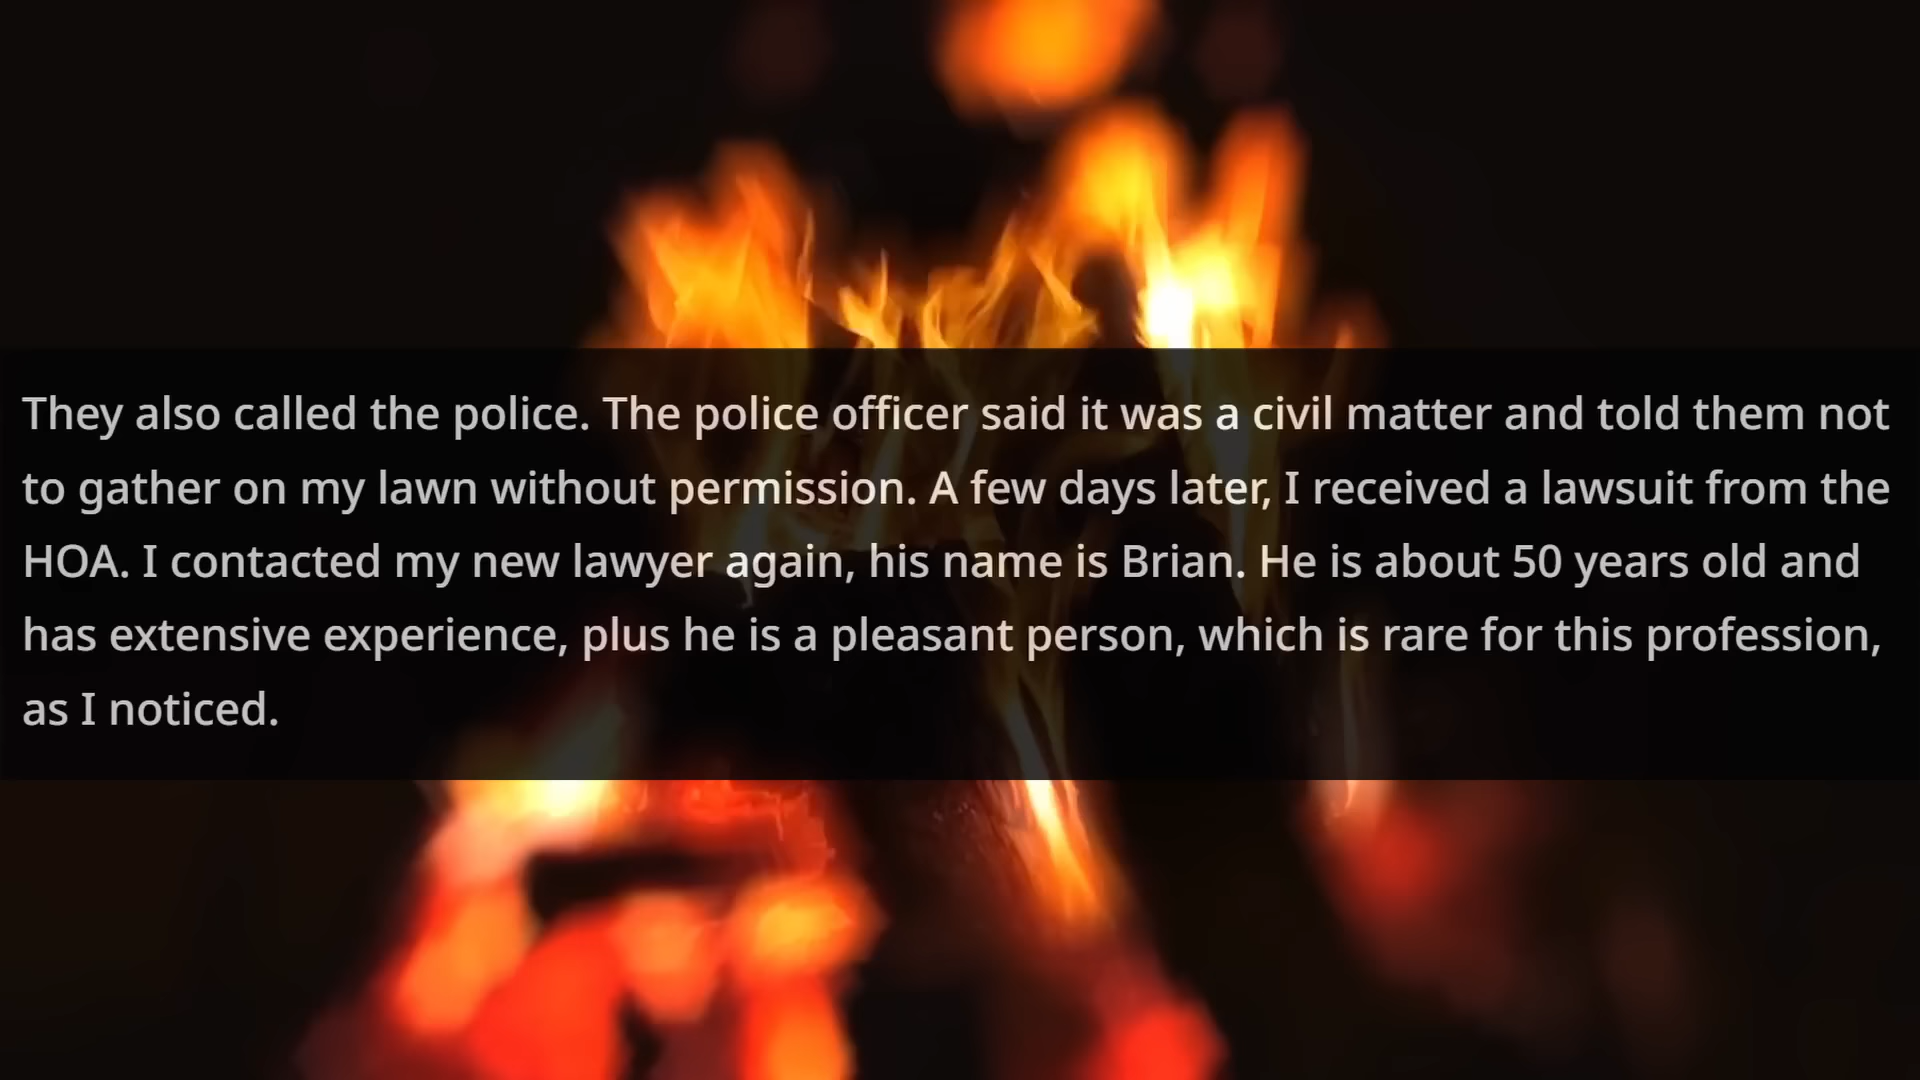 They also called the police. The police officer said it was a civil matter and told them not
to gather on my lawn without permission. A few days later, I received a lawsuit from the
HOA. I contacted my new lawyer again, his name is Brian. He is about 50 years old and
has extensive experience, plus he is a pleasant person, which is rare for this profession,
as I noticed.